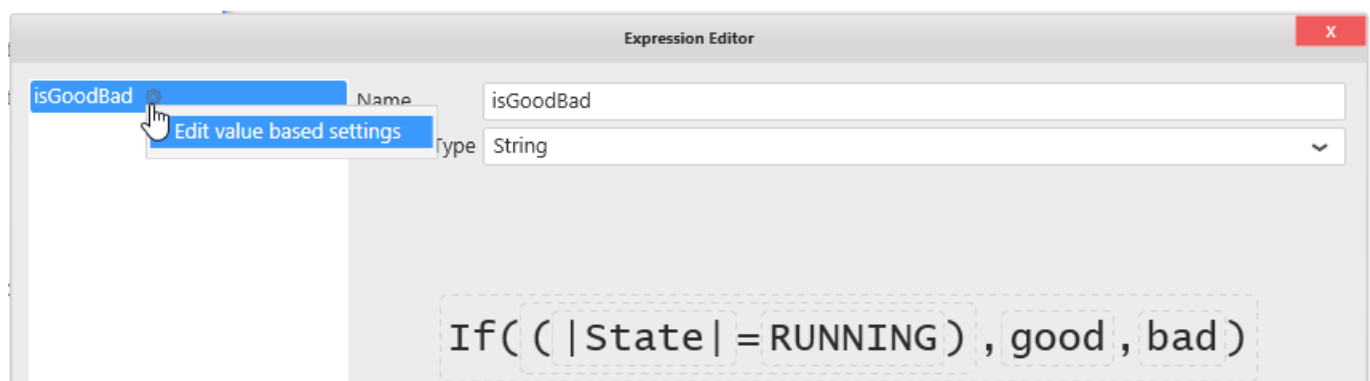 Expression Editor
X
isGoodBad
Name
isGoodBad
Edit value based settings
Type
String
If((|State|=RUNNING),good,bad)